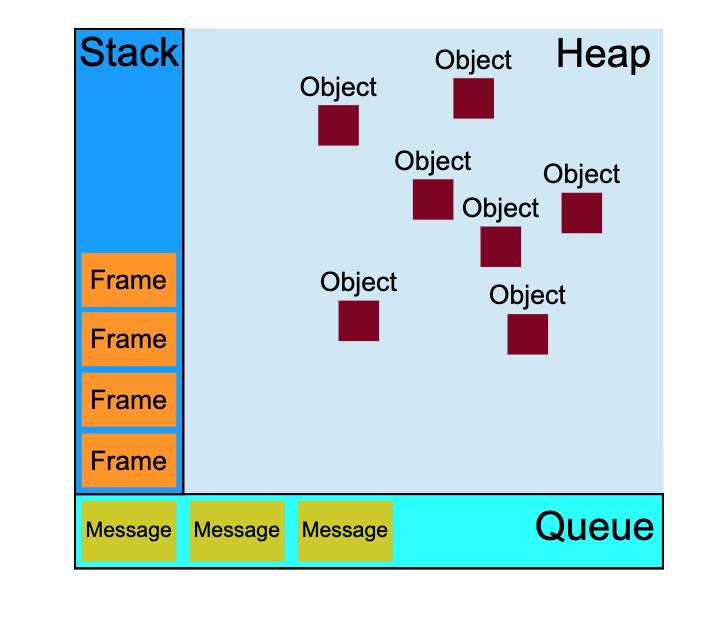 Stack
Heap
Object
Object
Object
Object
Object
Object
Object
Frame
Frame
Frame
Frame
Message
Message
Message
Queue